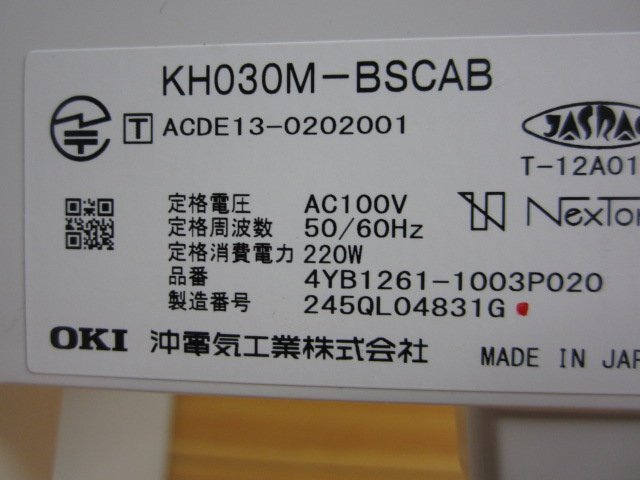 KH030M-BSCAB
T ACDE13-0202001
JASRAC
T-12A01
定格電圧 AC100V
定格周波数 50/60Hz
NexTone
定格消費電力 220W
品番 4YB1261-1003P020
製造番号 245QL04831G
OKI 沖電気工業株式会社 MADE IN JAP